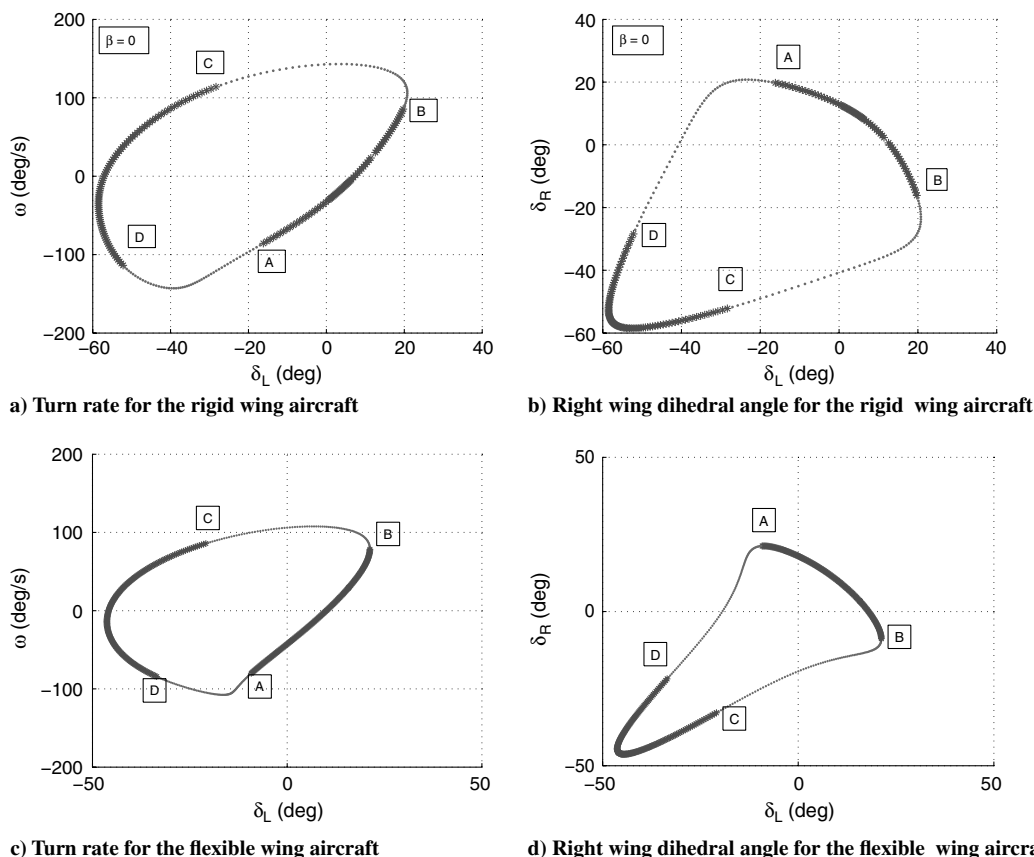 200
100
0
−100
−200
ω (deg/s)
β = 0
C
B
D
A
−60 −40 −20 0 20 40
δL (deg)
a) Turn rate for the rigid wing aircraft
40
20
0
−20
−40
−60
δR (deg)
β = 0
A
B
D
C
−60 −40 −20 0 20 40
δL (deg)
b) Right wing dihedral angle for the rigid wing aircraft
200
100
0
−100
−200
ω (deg/s)
C
B
D
A
−50 0 50
δL (deg)
c) Turn rate for the flexible wing aircraft
50
0
−50
δR (deg)
A
B
D
C
−50 0 50
δL (deg)
d) Right wing dihedral angle for the flexible wing aircra